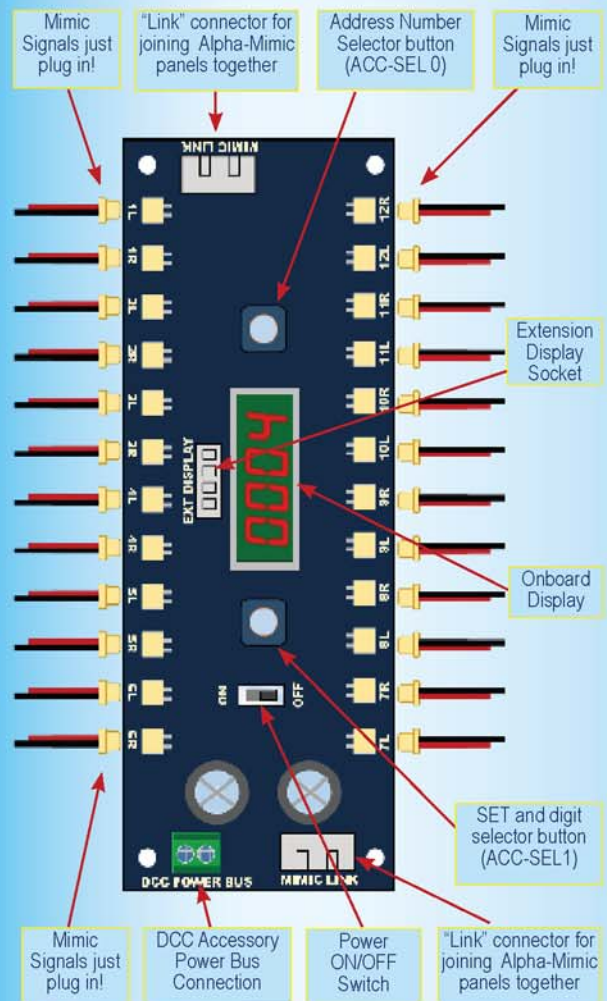 Mimic
Signals just
plug in!
"Link" connector for
joining Alpha-Mimic
panels together
Address Number
Selector button
(ACC-SEL 0)
Mimic
Signals just
plug in!
MIMIC LINK
1L
1R
2L
2R
3L
3R
4L
4R
5L
5R
6L
6R
12R
12L
11R
11L
10R
10L
9R
9L
8R
8L
7R
7L
EXT DISPLAY
0004
Extension
Display
Socket
Onboard
Display
ON
OFF
SET and digit
selector button
(ACC-SEL1)
DCC POWER BUS
MIMIC LINK
Mimic
Signals just
plug in!
DCC Accessory
Power Bus
Connection
Power
ON/OFF
Switch
"Link" connector for
joining Alpha-Mimic
panels together